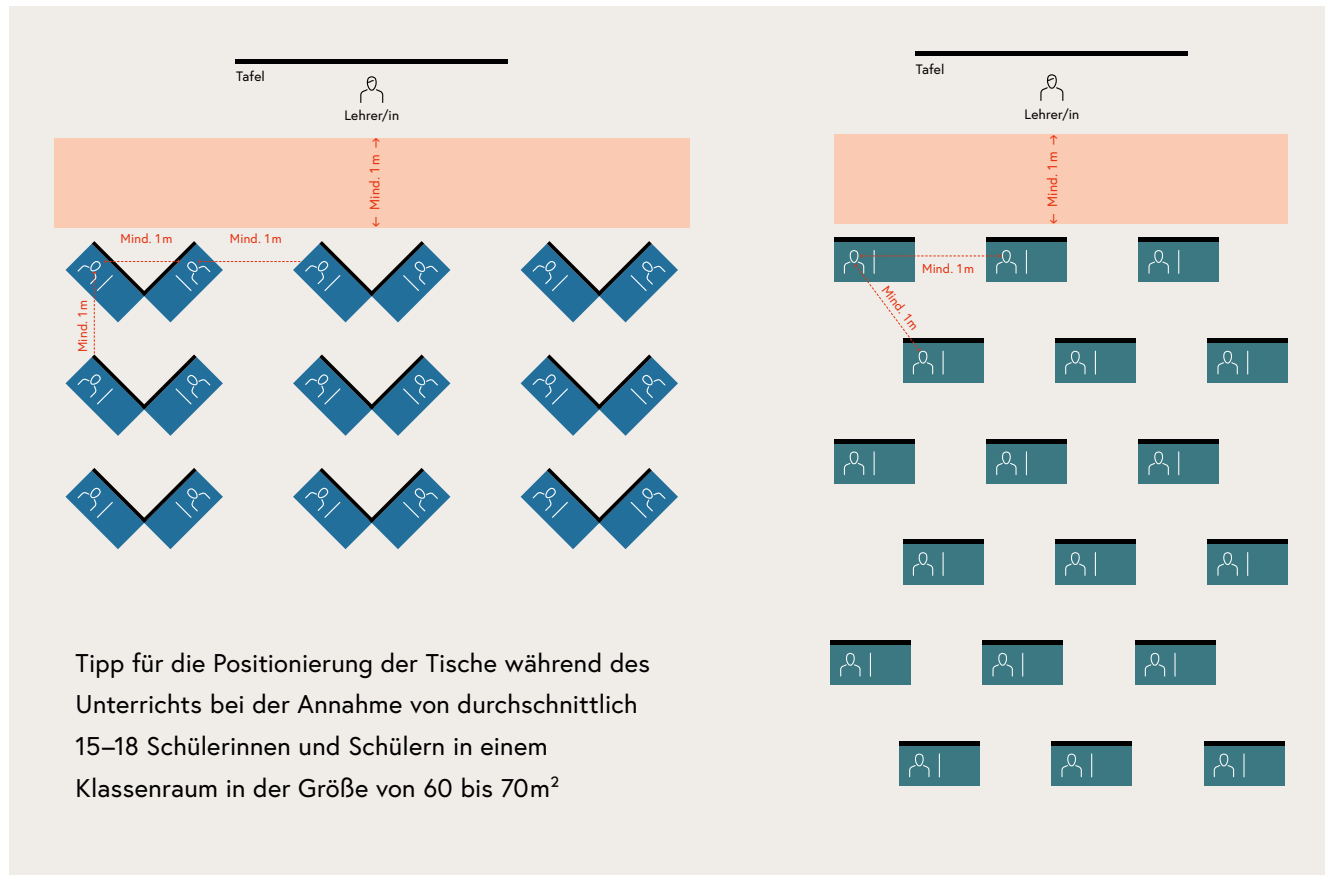 Tafel
Lehrer/in
Mind. 1m
Mind. 1m
Mind. 1m
Mind. 1m
Tafel
Lehrer/in
Mind. 1m
Mind. 1m
Mind. 1m
Tipp für die Positionierung der Tische während des
Unterrichts bei der Annahme von durchschnittlich
15–18 Schülerinnen und Schülern in einem
Klassenraum in der Größe von 60 bis 70m²